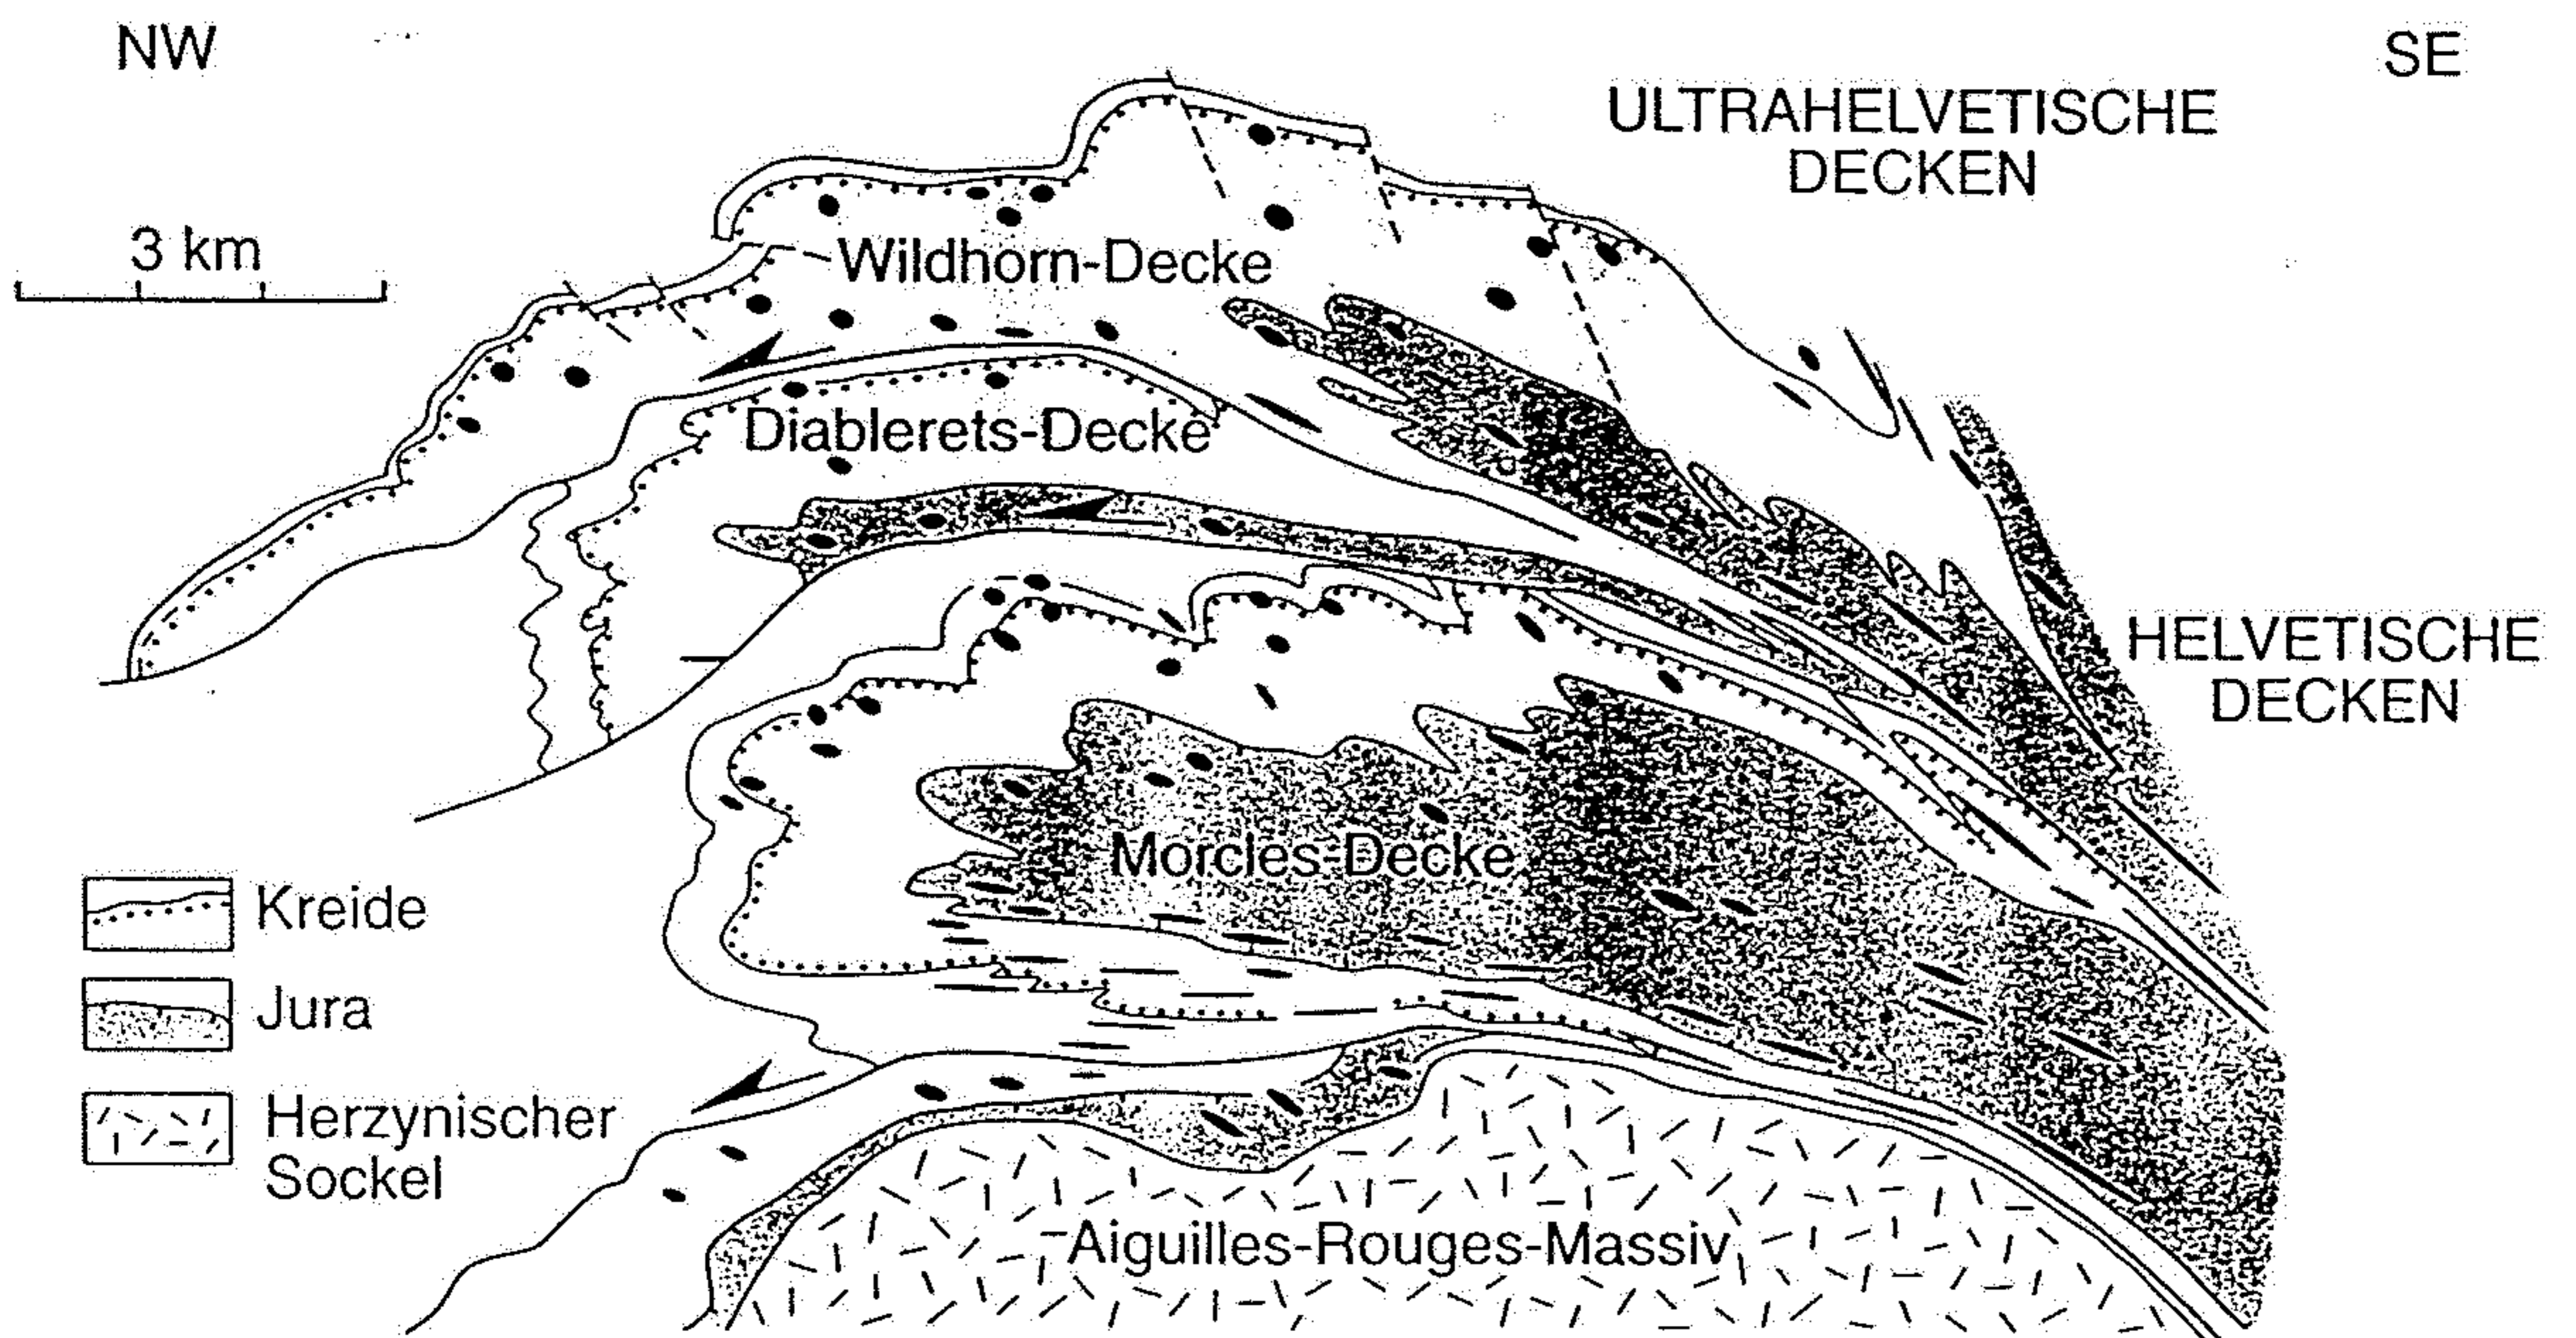 NW
SE
ULTRAHELVETISCHE
DECKEN
3 km
Wildhorn-Decke
Diablerets-Decke
HELVETISCHE
DECKEN
Morcles-Decke
Kreide
Jura
Herzynischer
Sockel
Aiguilles-Rouges-Massiv